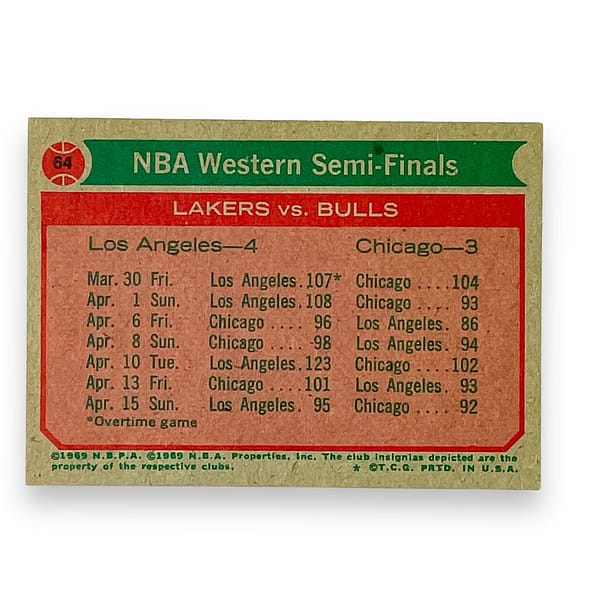 64
NBA Western Semi-Finals
LAKERS vs. BULLS
Los Angeles—4 Chicago—3
Mar. 30 Fri. Los Angeles.107* Chicago ....104
Apr. 1 Sun. Los Angeles.108 Chicago .... 93
Apr. 6 Fri. Chicago .... 96 Los Angeles. 86
Apr. 8 Sun. Chicago .... 98 Los Angeles. 94
Apr. 10 Tue. Los Angeles.123 Chicago ....102
Apr. 13 Fri. Chicago ....101 Los Angeles. 93
Apr. 15 Sun. Los Angeles. 95 Chicago .... 92
*Overtime game
©1969 N.B.P.A. ©1969 N.B.A. Properties, Inc. The club insignias depicted are the
property of the respective clubs. * ©T.C.G. PRTD. IN U.S.A.